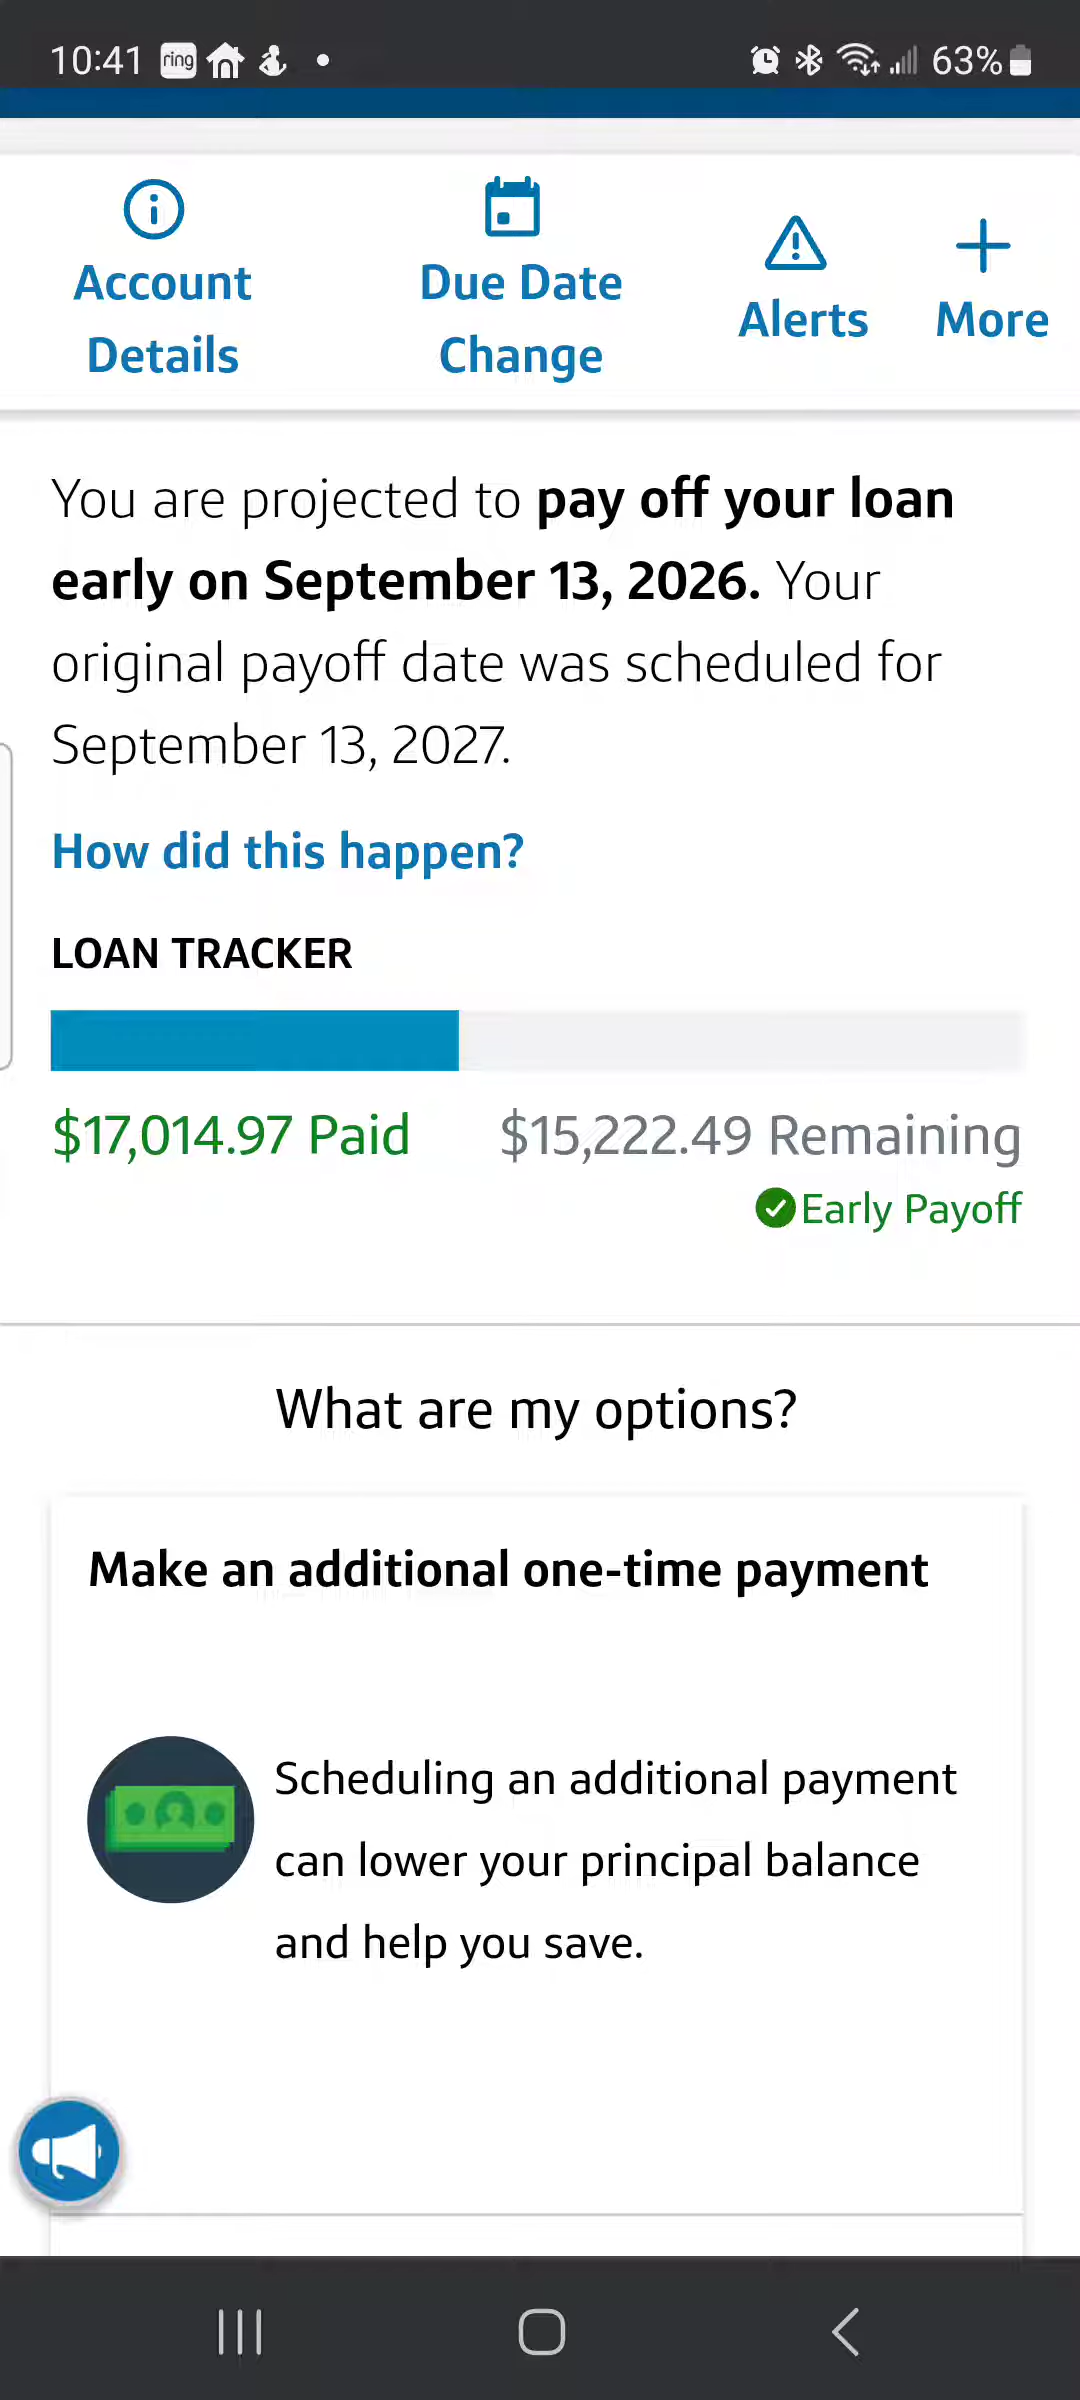 10:41 ring 63%
Account Details
Due Date Change
Alerts
More
You are projected to pay off your loan
early on September 13, 2026. Your
original payoff date was scheduled for
September 13, 2027.
How did this happen?
LOAN TRACKER
$17,014.97 Paid
$15,222.49 Remaining
Early Payoff
What are my options?
Make an additional one-time payment
Scheduling an additional payment
can lower your principal balance
and help you save.